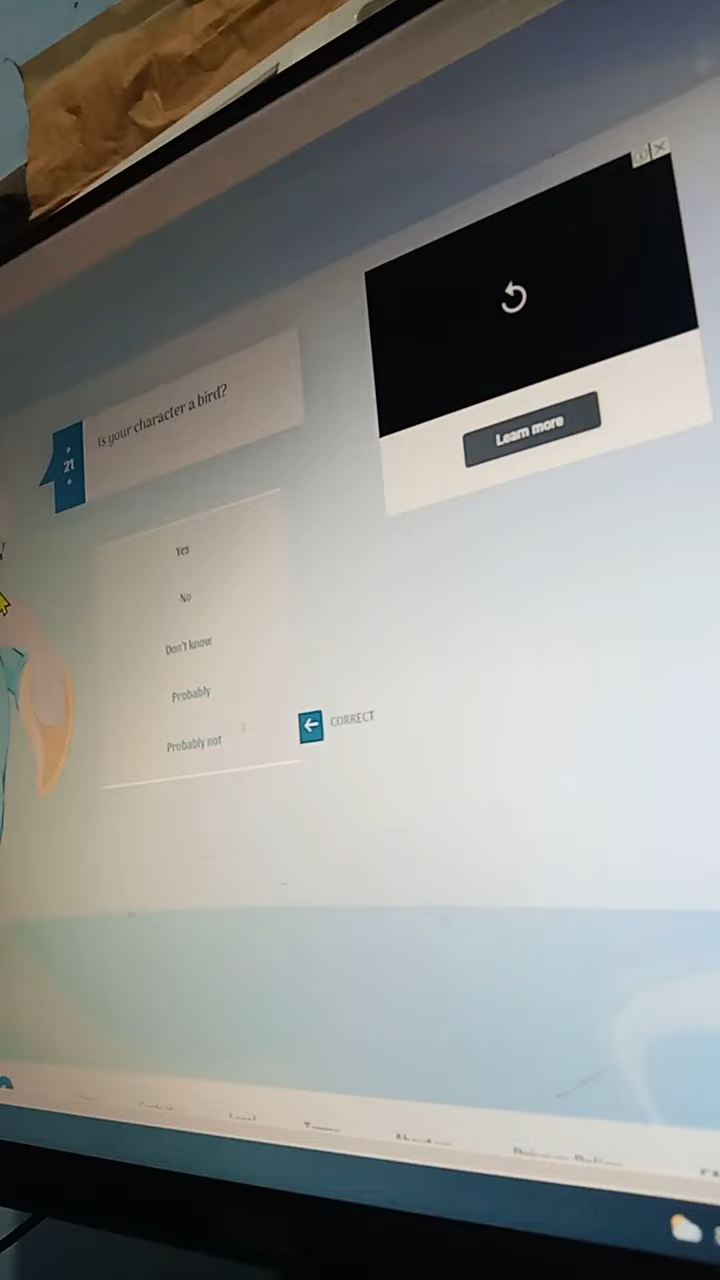 Is your character a bird?
21
Learn more
Yes
No
Don't know
Probably
Probably not
CORRECT